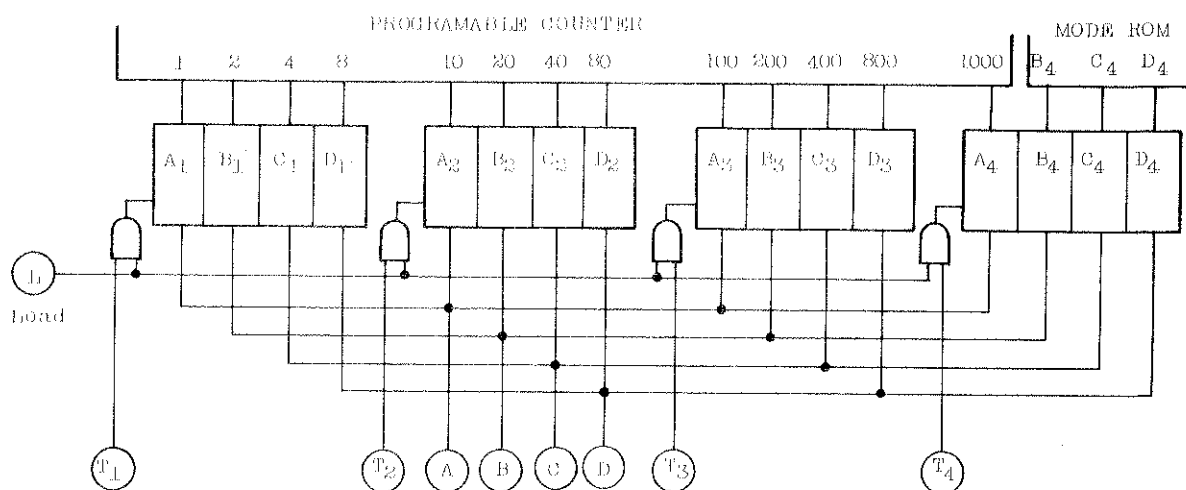 PROGRAMABLE COUNTER
MODE ROM
1 2 4 8 10 20 40 80 100 200 400 800 1000 B4 C4 D4
A1 B1 C1 D1 A2 B2 C2 D2 A3 B3 C3 D3 A4 B4 C4 D4
L
Load
T1 T2 A B C D T3 T4